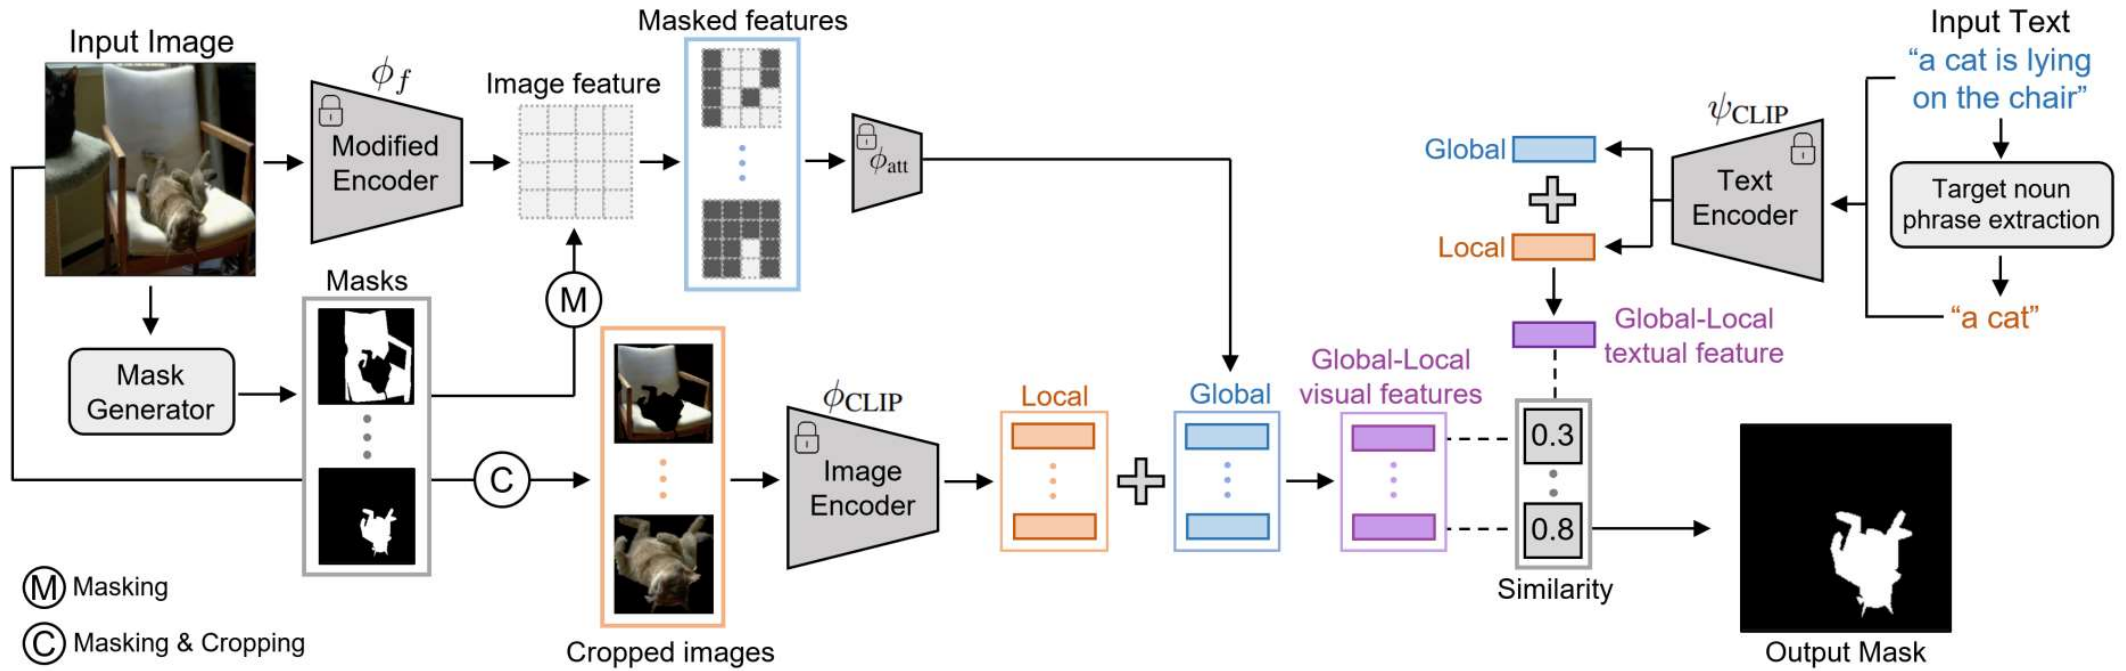 Input Image
ϕf
Modified
Encoder
Image feature
Masked features
ϕatt
Masks
Mask
Generator
M
C
M Masking
C Masking & Cropping
Cropped images
ϕCLIP
Image
Encoder
Local
Global
Global-Local
visual features
Input Text
“a cat is lying
on the chair”
Target noun
phrase extraction
“a cat”
ψCLIP
Text
Encoder
Global
Local
Global-Local
textual feature
0.3
0.8
Similarity
Output Mask